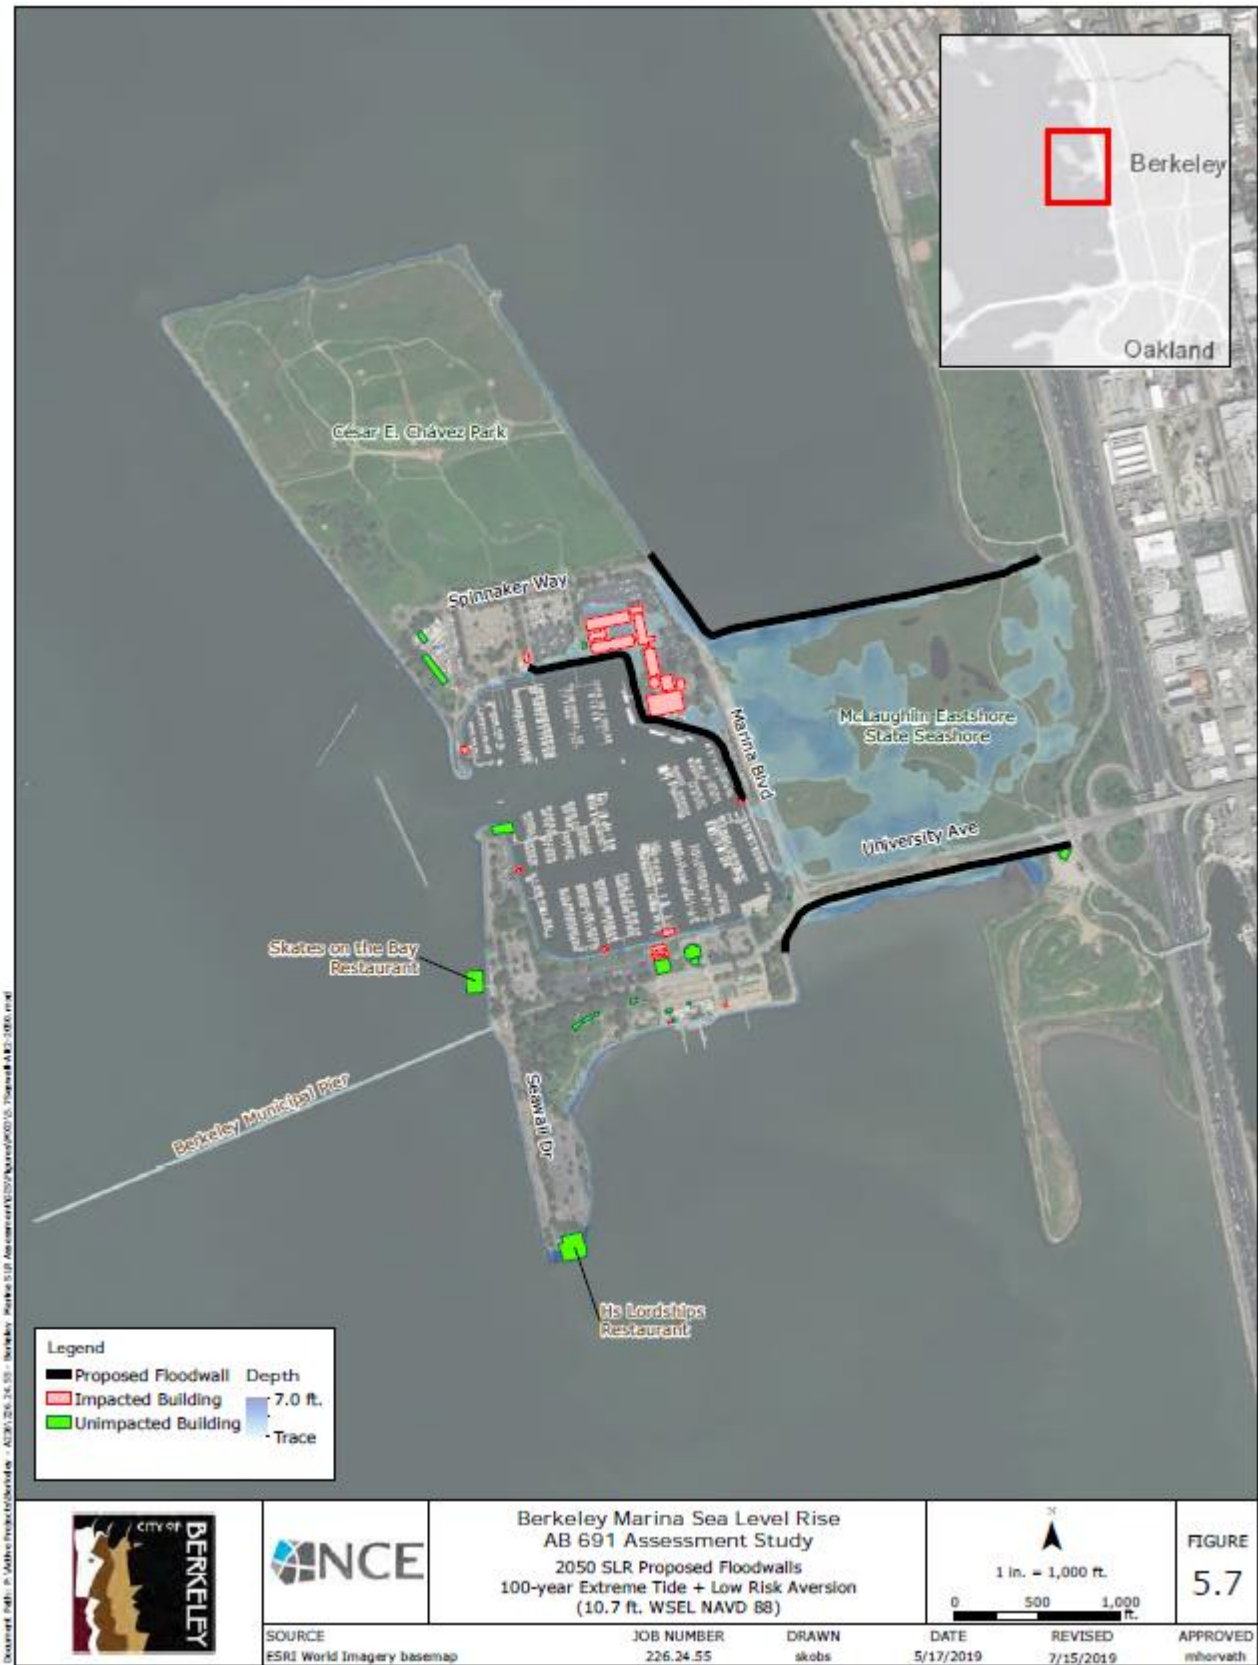 Berkeley
Oakland
César E. Chávez Park
Spinnaker Way
Marina Blvd
McLaughlin Eastshore
State Seashore
University Ave
Skates on the Bay
Restaurant
Berkeley Municipal Pier
Seawall Dr
Hs Lordships
Restaurant
Legend
Proposed Floodwall
Impacted Building
Unimpacted Building
Depth
7.0 ft.
Trace
CITY OF
BERKELEY
NCE
Berkeley Marina Sea Level Rise
AB 691 Assessment Study
2050 SLR Proposed Floodwalls
100-year Extreme Tide + Low Risk Aversion
(10.7 ft. WSEL NAVD 88)
N
1 in. = 1,000 ft.
0 500 1,000
ft.
FIGURE
5.7
SOURCE JOB NUMBER DRAWN DATE REVISED APPROVED
ESRI World Imagery basemap 226.24.55 skobs 5/17/2019 7/15/2019 mhorvath